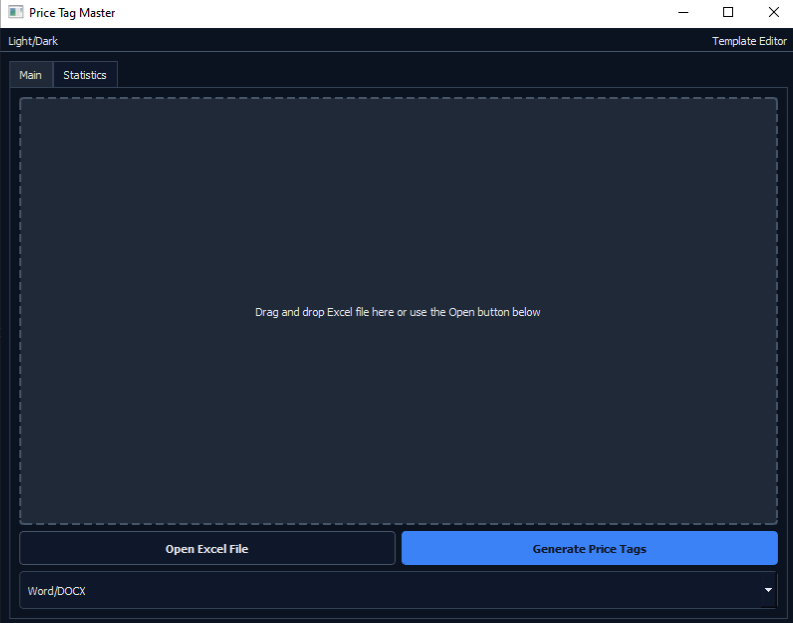 Price Tag Master
Light/Dark Template Editor
Main Statistics
Drag and drop Excel file here or use the Open button below
Open Excel File Generate Price Tags
Word/DOCX